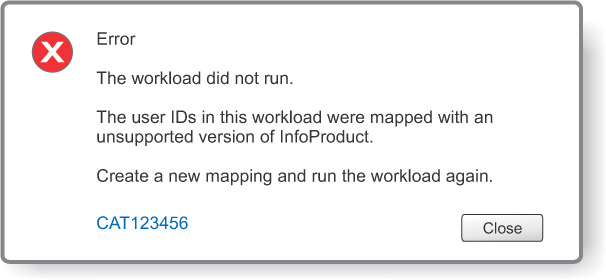 Error
The workload did not run.
The user IDs in this workload were mapped with an
unsupported version of InfoProduct.
Create a new mapping and run the workload again.
CAT123456
Close